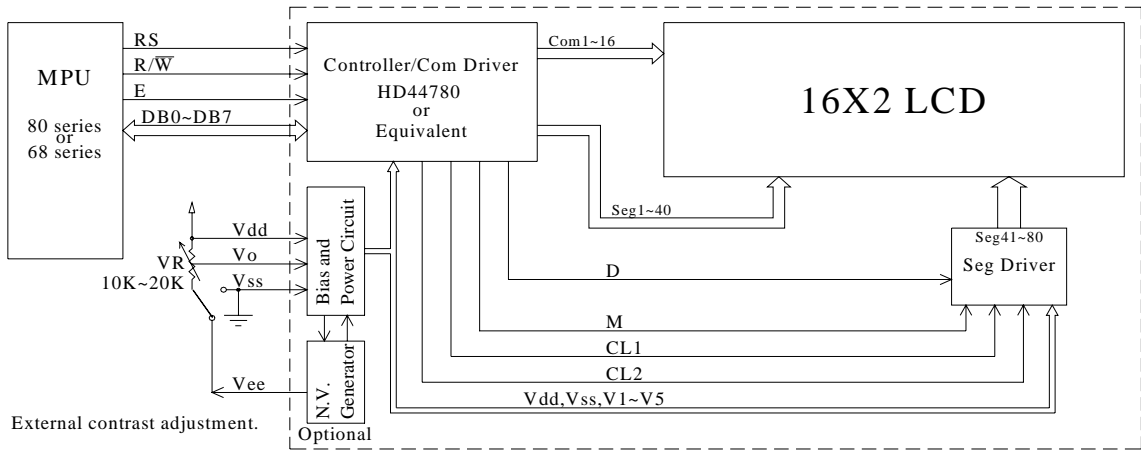 MPU
80 series
or
68 series
RS
R/W̅
E
DB0~DB7
Controller/Com Driver
HD44780
or
Equivalent
Com1~16
16X2 LCD
Seg1~40
Seg41~80
Seg Driver
Vdd
Vo
VR
10K~20K
Vss
Bias and
Power Circuit
D
M
CL1
CL2
Vdd,Vss,V1~V5
Vee
N.V.
Generator
Optional
External contrast adjustment.